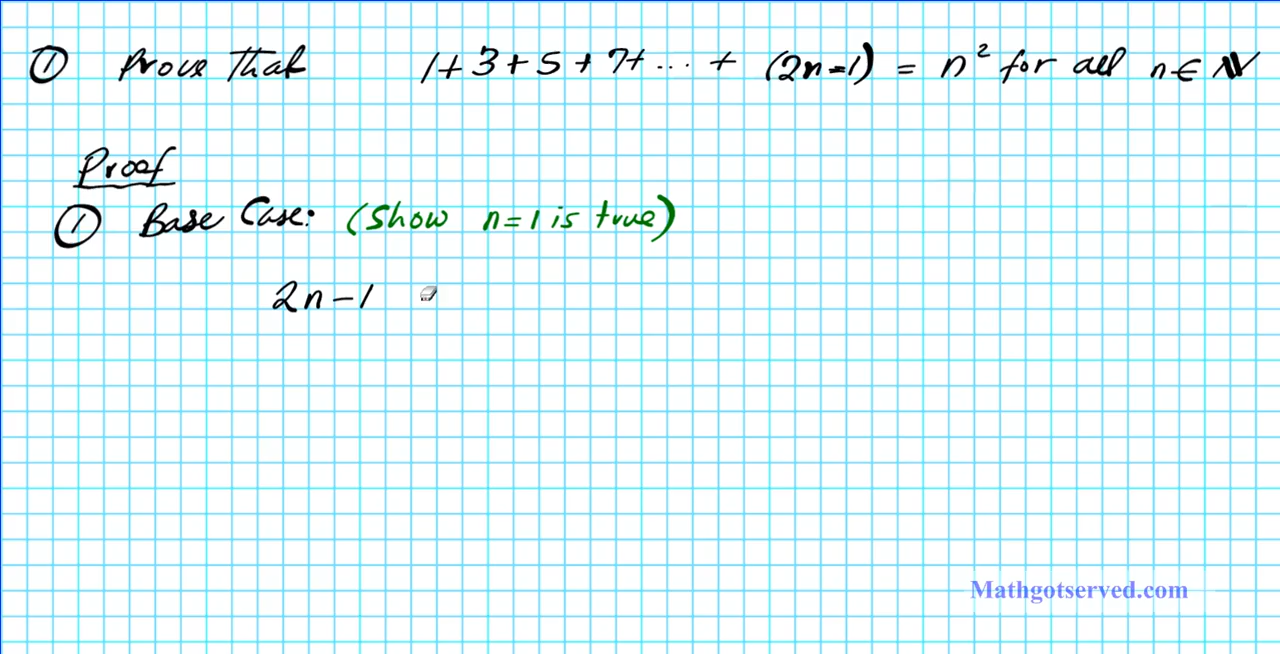 ① Prove that 1+3+5+7+...+(2n-1) = n² for all n∈ℕ
Proof
① Base Case: (Show n=1 is true)
2n-1
Mathgotserved.com